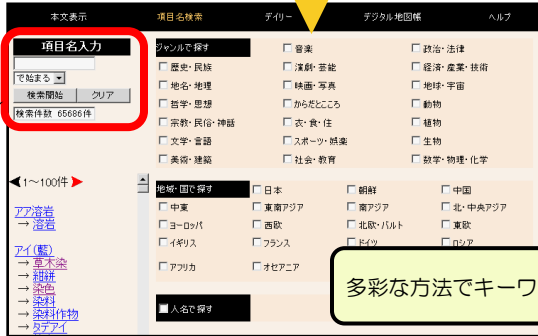 本文表示 項目名検索 デイリー デジタル地図帳 ヘルプ
項目名入力
で始まる
検索開始 クリア
検索件数 65686件
◀1～100件▶
アア溶岩
→ 溶岩
アイ(藍)
→ 草木染
→ 紺絣
→ 染色
→ 染料
→ 染料作物
→ タデアイ
ジャンルで探す 音楽 政治・法律
歴史・民族 演劇・芸能 経済・産業・技術
地名・地理 映画・写真 地球・宇宙
哲学・思想 からだとこころ 動物
宗教・民俗・神話 衣・食・住 植物
文学・言語 スポーツ・娯楽 生物
美術・建築 社会・教育 数学・物理・化学
地域・国で探す 日本 朝鮮 中国
中東 東南アジア 南アジア 北・中央アジア
ヨーロッパ 西欧 北欧・バルト 東欧
イギリス フランス ドイツ ロシア
アフリカ オセアニア
人名で探す
多彩な方法でキーワ